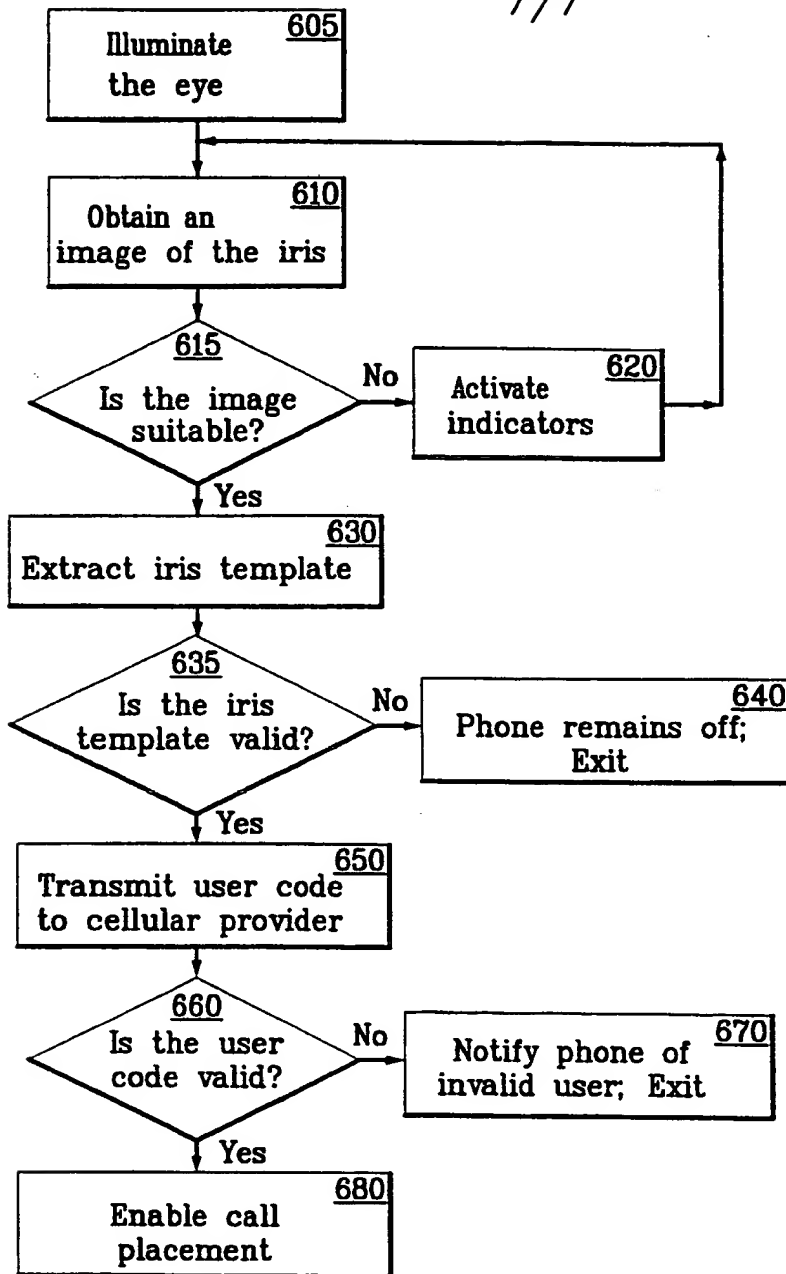 605
Illuminate
the eye
610
Obtain an
image of the iris
615
Is the image
suitable?
No
620
Activate
indicators
Yes
630
Extract iris template
635
Is the iris
template valid?
No
640
Phone remains off;
Exit
Yes
650
Transmit user code
to cellular provider
660
Is the user
code valid?
No
670
Notify phone of
invalid user; Exit
Yes
680
Enable call
placement